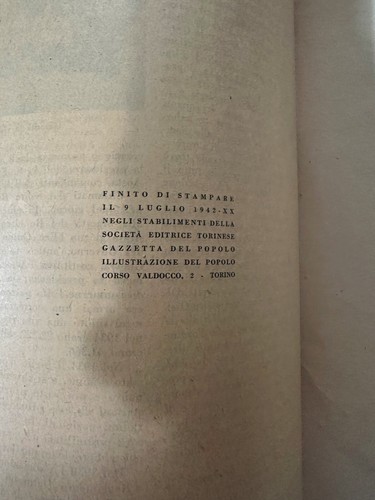 FINITO DI STAMPARE
IL 9 LUGLIO 1942-XX
NEGLI STABILIMENTI DELLA
SOCIETÀ EDITRICE TORINESE
GAZZETTA DEL POPOLO
ILLUSTRAZIONE DEL POPOLO
CORSO VALDOCCO, 2 - TORINO